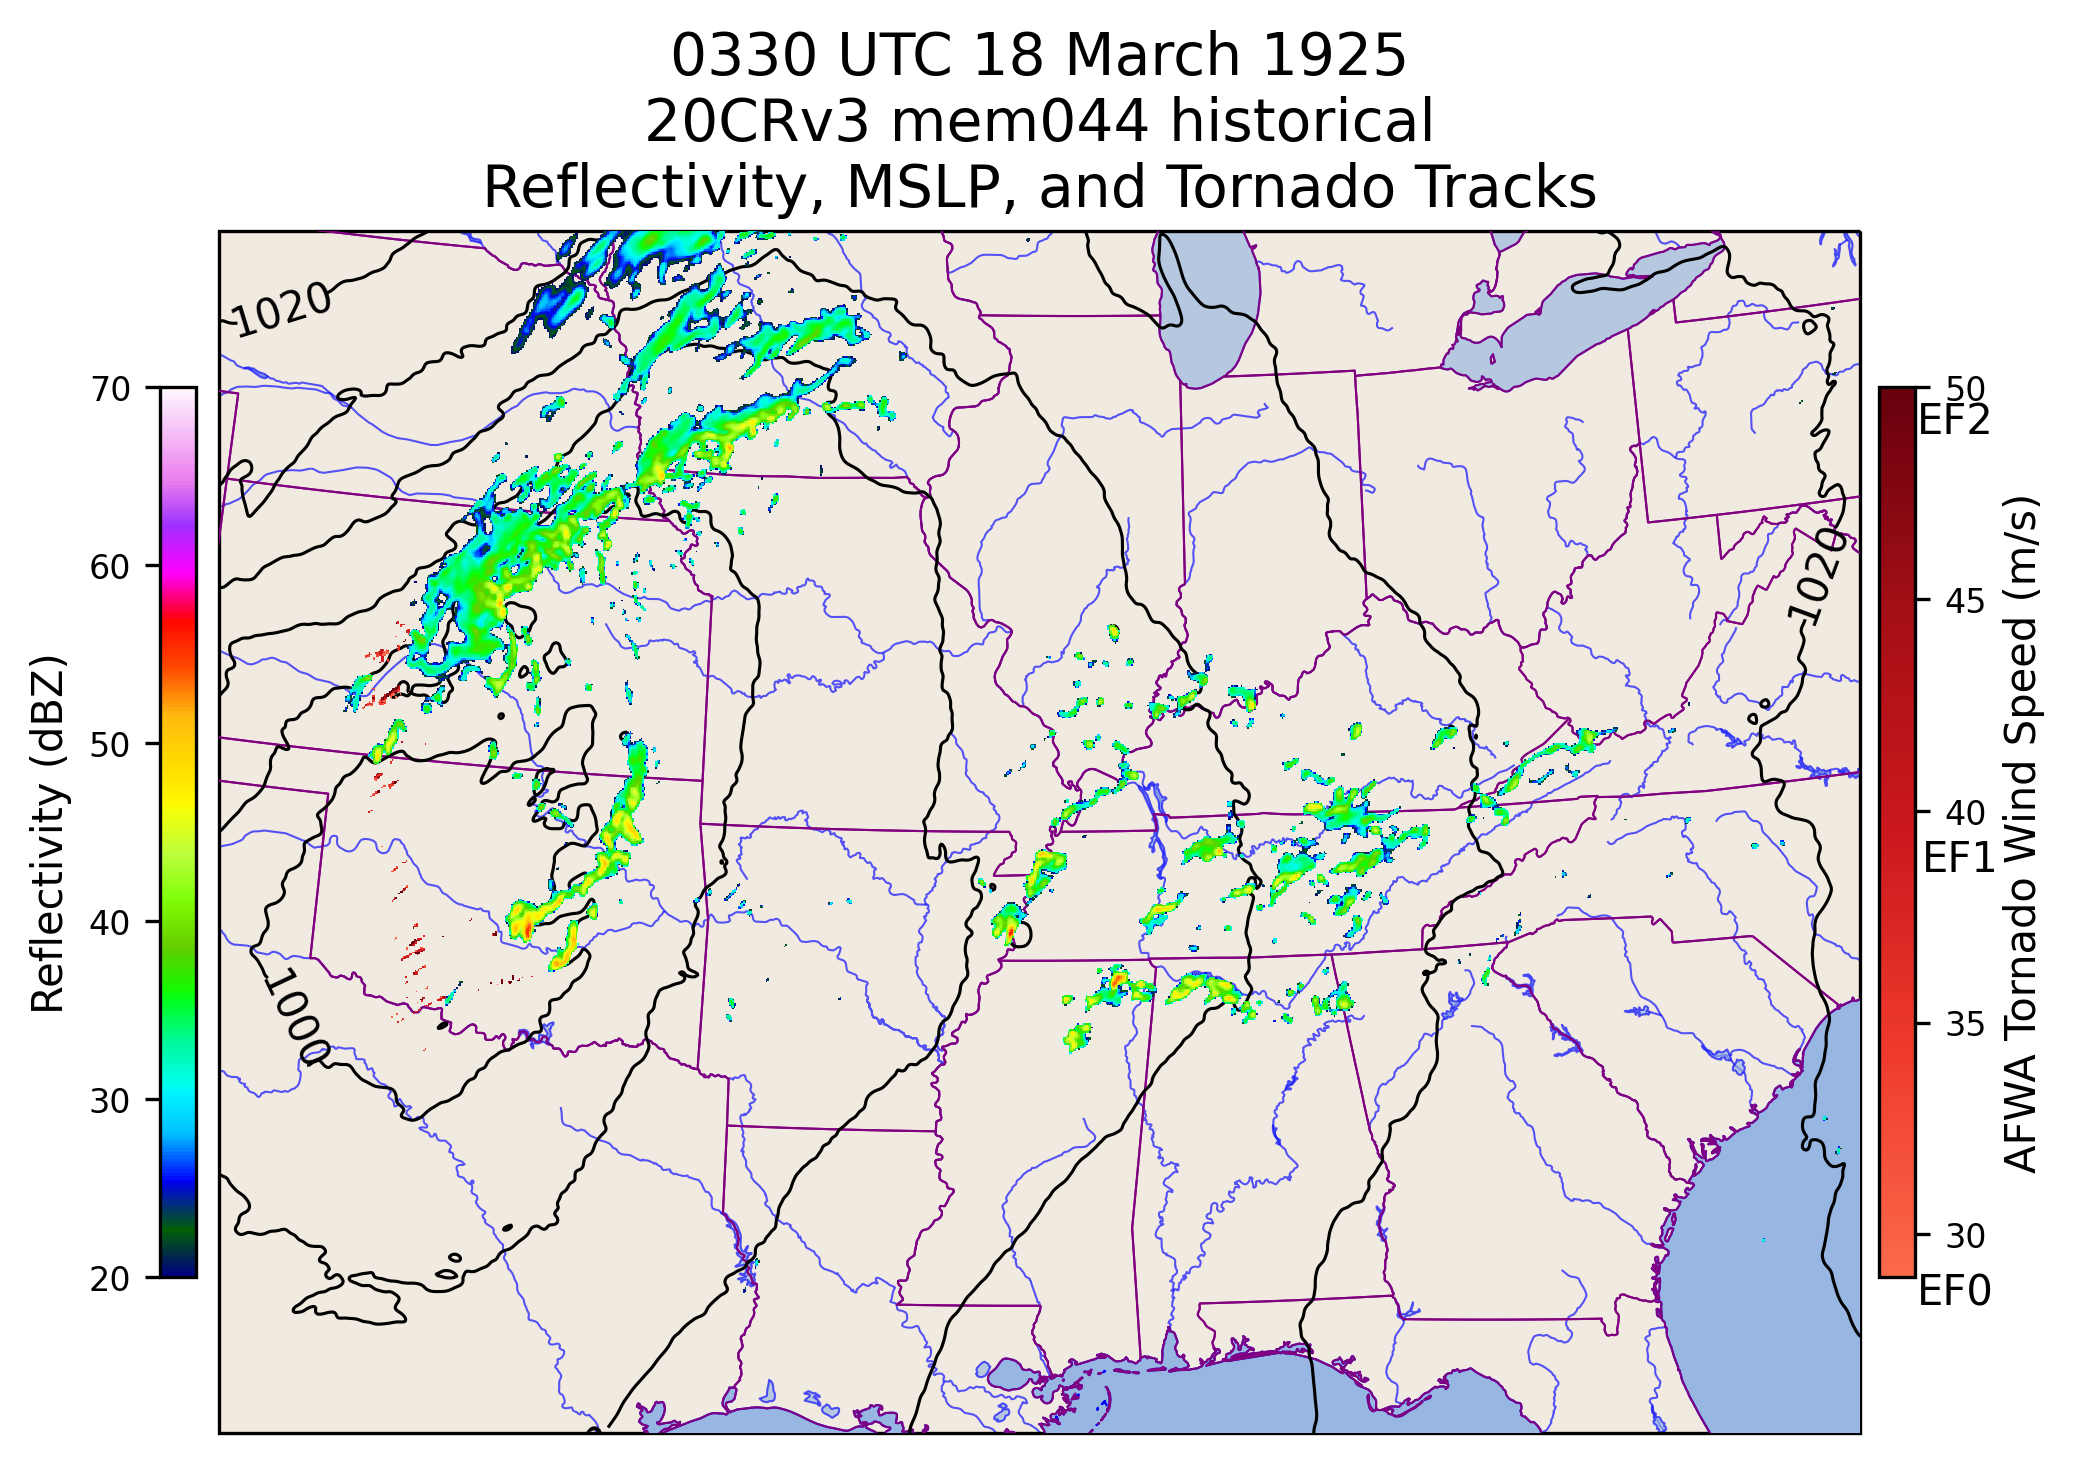 0330 UTC 18 March 1925
20CRv3 mem044 historical
Reflectivity, MSLP, and Tornado Tracks
1020
1020
1000
70
60
50
40
30
20
Reflectivity (dBZ)
50
EF2
45
40
EF1
35
30
EF0
AFWA Tornado Wind Speed (m/s)